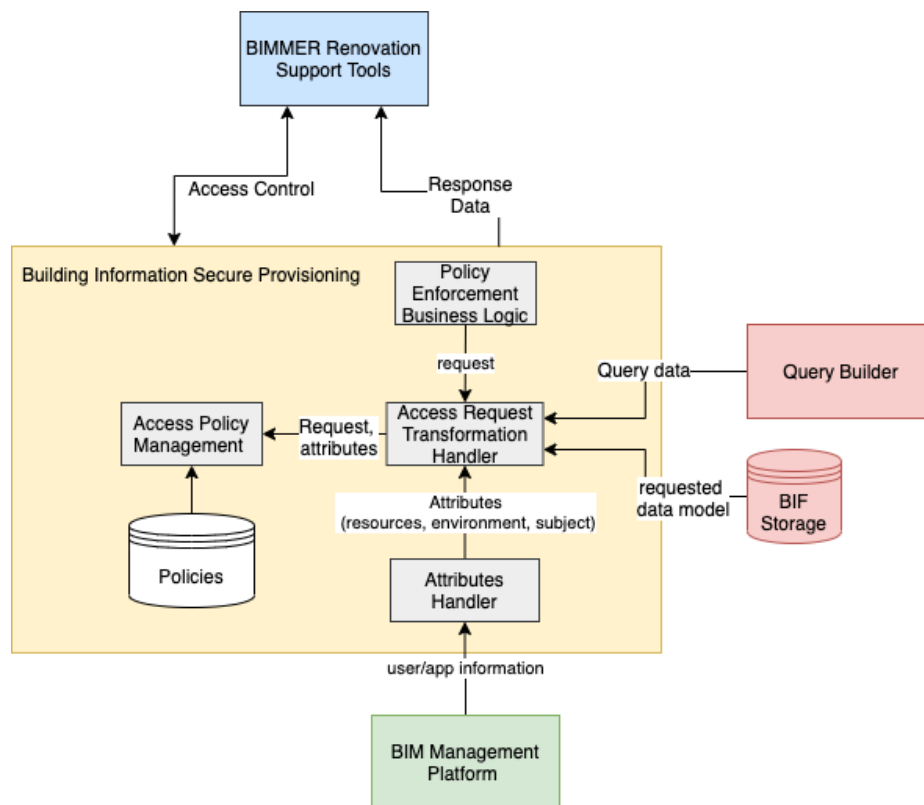 BIMMER Renovation
Support Tools
Access Control
Response
Data
Building Information Secure Provisioning
Policy
Enforcement
Business Logic
request
Query data
Query Builder
Access Policy
Management
Request,
attributes
Access Request
Transformation
Handler
requested
data model
BIF
Storage
Attributes
(resources, environment, subject)
Policies
Attributes
Handler
user/app information
BIM Management
Platform